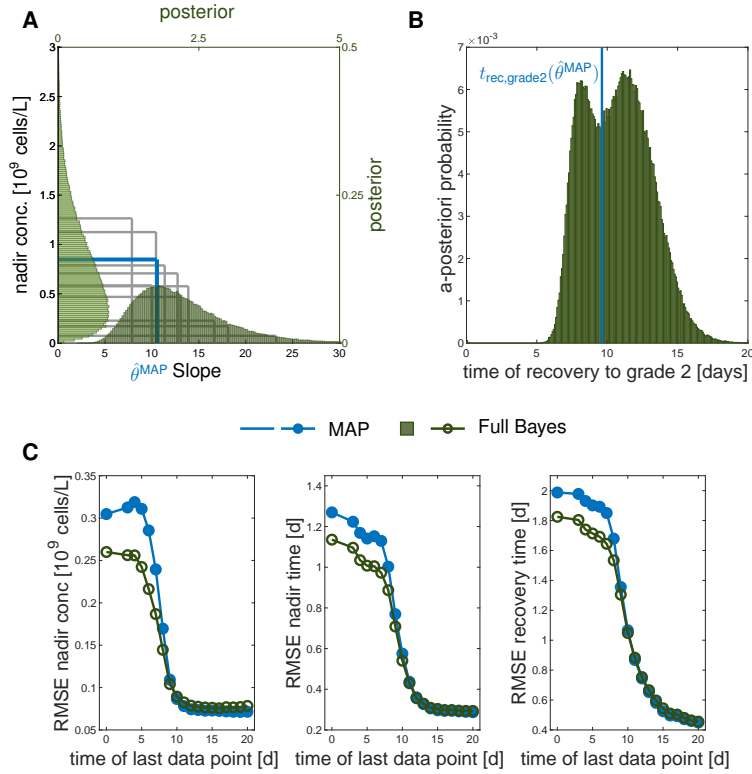 A
posterior
0 2.5 5
3
2.5
2
1.5
1
0.5
0
nadir conc. [10^9 cells/L]
0.5
0.25
0
posterior
0 5 10 15 20 25 30
θ̂^MAP Slope
B
×10^-3
7
6
5
4
3
2
1
0
a-posteriori probability
t_rec,grade2(θ̂^MAP)
0 5 10 15 20
time of recovery to grade 2 [days]
MAP Full Bayes
C
0.35
0.3
0.25
0.2
0.15
0.1
0.05
RMSE nadir conc [10^9 cells/L]
0 5 10 15 20
time of last data point [d]
1.4
1.2
1
0.8
0.6
0.4
0.2
RMSE nadir time [d]
0 5 10 15 20
time of last data point [d]
2
1.8
1.6
1.4
1.2
1
0.8
0.6
0.4
RMSE recovery time [d]
0 5 10 15 20
time of last data point [d]